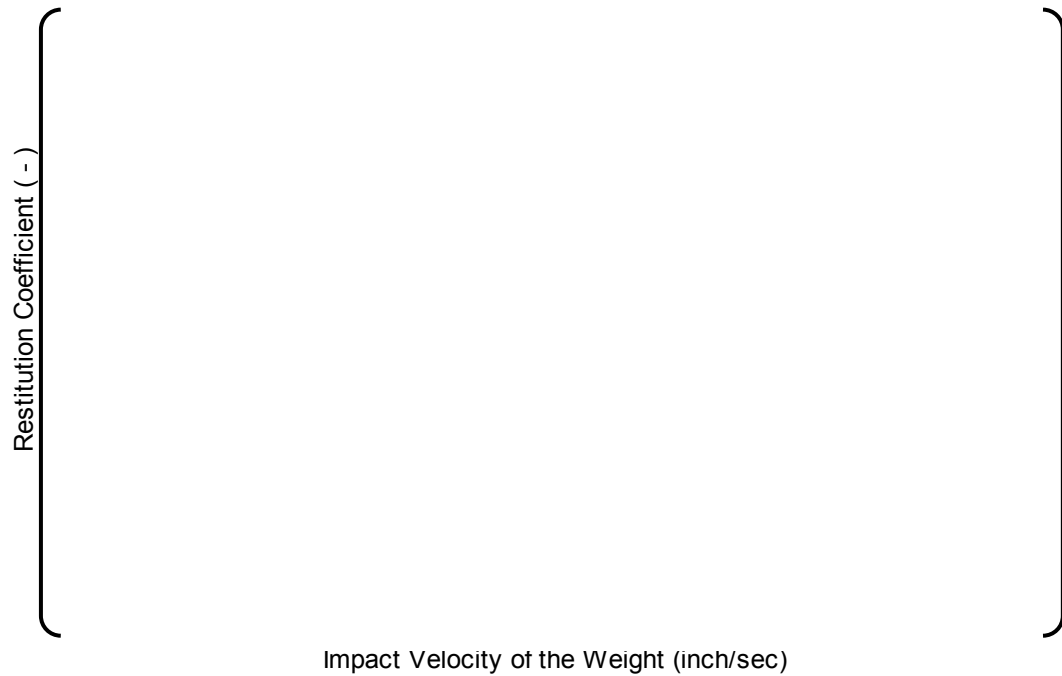 Restitution Coefficient ( - )
Impact Velocity of the Weight (inch/sec)